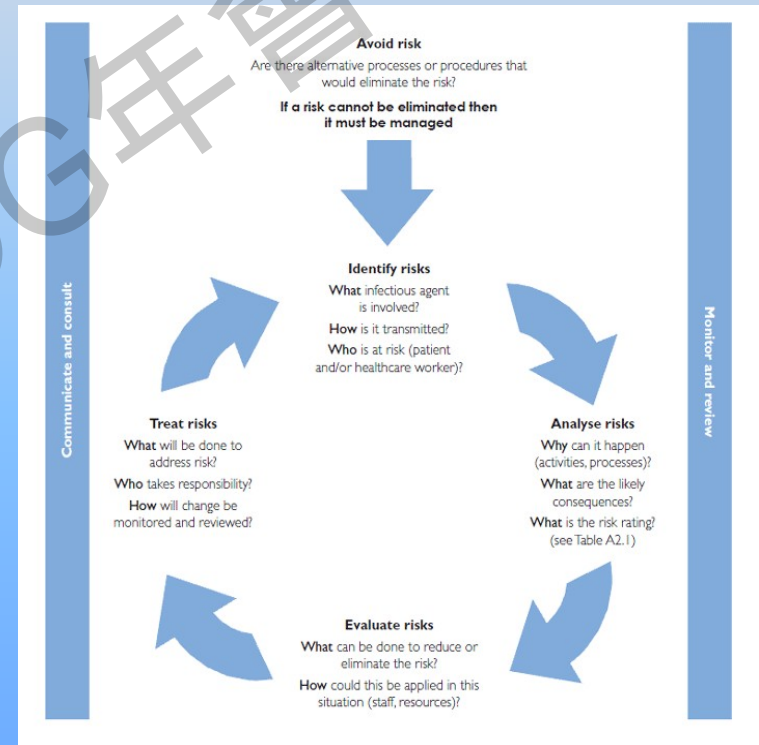 Avoid risk
Are there alternative processes or procedures that
would eliminate the risk?
If a risk cannot be eliminated then
it must be managed
Communicate and consult
Monitor and review
Identify risks
What infectious agent
is involved?
How is it transmitted?
Who is at risk (patient
and/or healthcare worker)?
Treat risks
What will be done to
address risk?
Who takes responsibility?
How will change be
monitored and reviewed?
Analyse risks
Why can it happen
(activities, processes)?
What are the likely
consequences?
What is the risk rating?
(see Table A2.1)
Evaluate risks
What can be done to reduce or
eliminate the risk?
How could this be applied in this
situation (staff, resources)?
G年會